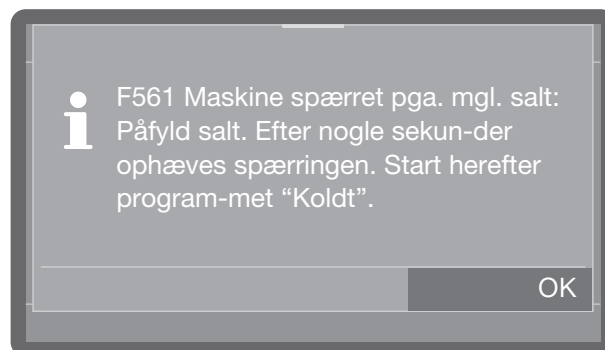 F561 Maskine spærret pga. mgl. salt:
Påfyld salt. Efter nogle sekun-der
ophæves spærringen. Start herefter
program-met “Koldt”.
OK